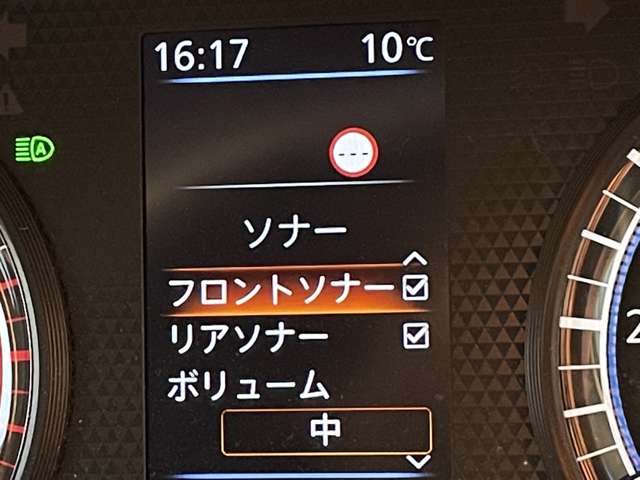 16:17 10℃
---
ソナー
フロントソナー
リアソナー
ボリューム
中
A
2